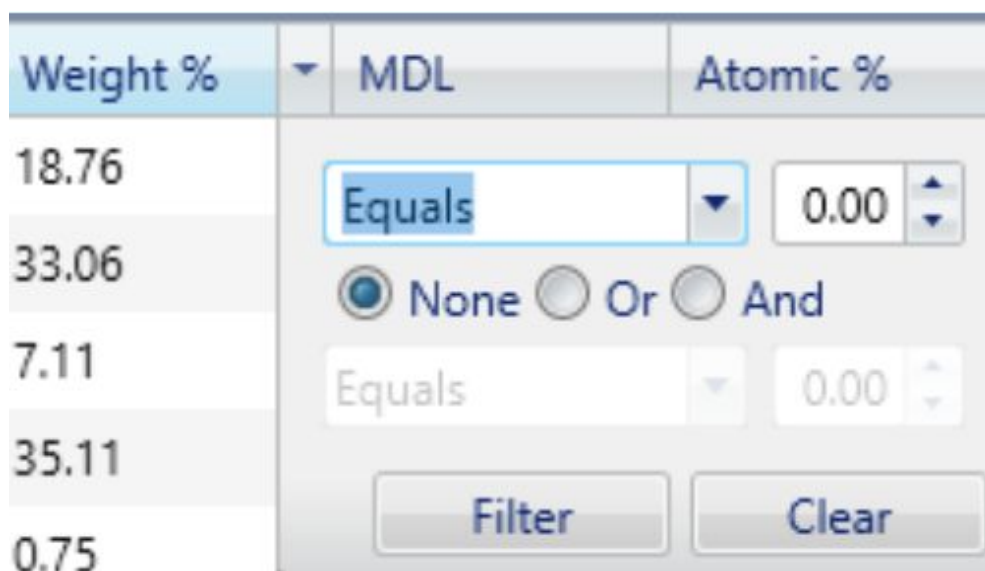 Weight % MDL Atomic %
18.76
Equals 0.00
33.06
None Or And
7.11
Equals 0.00
35.11
Filter Clear
0.75